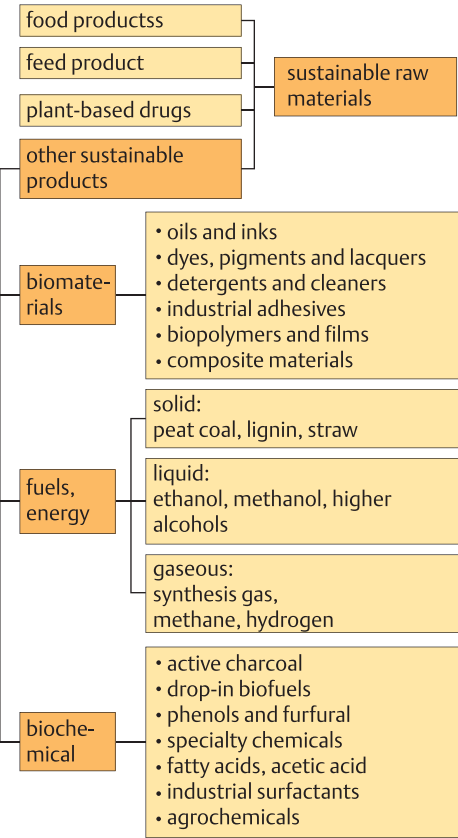 food productss
feed product
plant-based drugs
other sustainable
products
sustainable raw
materials
biomate-
rials
• oils and inks
• dyes, pigments and lacquers
• detergents and cleaners
• industrial adhesives
• biopolymers and films
• composite materials
fuels,
energy
solid:
peat coal, lignin, straw
liquid:
ethanol, methanol, higher
alcohols
gaseous:
synthesis gas,
methane, hydrogen
bioche-
mical
• active charcoal
• drop-in biofuels
• phenols and furfural
• specialty chemicals
• fatty acids, acetic acid
• industrial surfactants
• agrochemicals